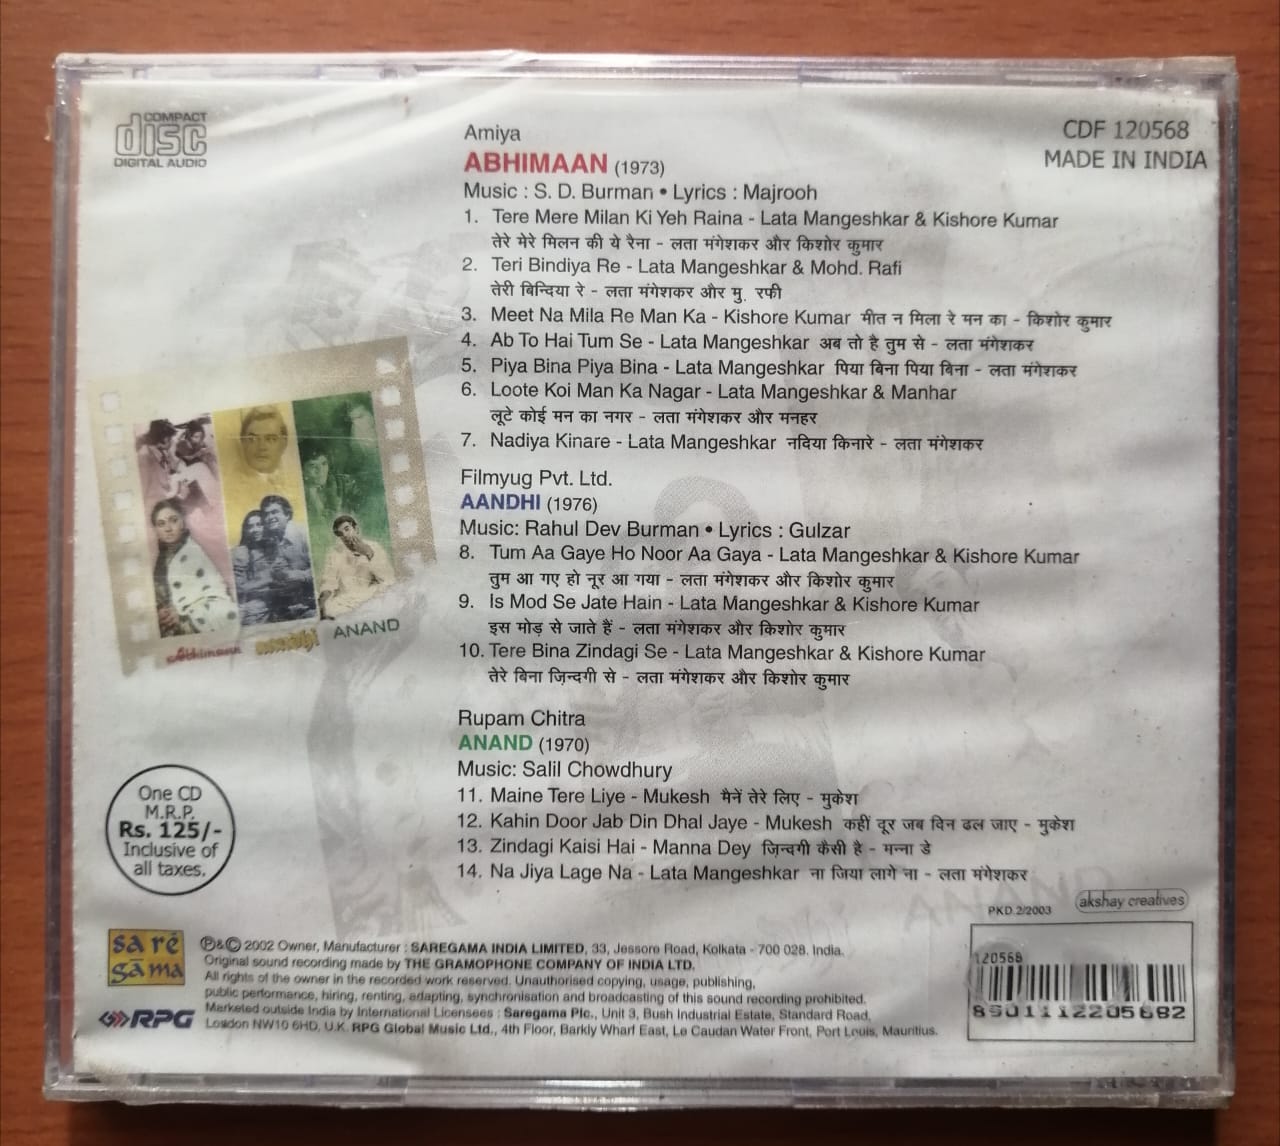 COMPACT
disc
DIGITAL AUDIO
CDF 120568
MADE IN INDIA
Amiya
ABHIMAAN (1973)
Music : S. D. Burman • Lyrics : Majrooh
1. Tere Mere Milan Ki Yeh Raina - Lata Mangeshkar & Kishore Kumar
तेरे मेरे मिलन की ये रैना - लता मंगेशकर और किशोर कुमार
2. Teri Bindiya Re - Lata Mangeshkar & Mohd. Rafi
तेरी बिन्दिया रे - लता मंगेशकर और मु. रफी
3. Meet Na Mila Re Man Ka - Kishore Kumar मीत न मिला रे मन का - किशोर कुमार
4. Ab To Hai Tum Se - Lata Mangeshkar अब तो है तुम से - लता मंगेशकर
5. Piya Bina Piya Bina - Lata Mangeshkar पिया बिना पिया बिना - लता मंगेशकर
6. Loote Koi Man Ka Nagar - Lata Mangeshkar & Manhar
लूटे कोई मन का नगर - लता मंगेशकर और मनहर
7. Nadiya Kinare - Lata Mangeshkar नदिया किनारे - लता मंगेशकर
Filmyug Pvt. Ltd.
AANDHI (1976)
Music: Rahul Dev Burman • Lyrics : Gulzar
8. Tum Aa Gaye Ho Noor Aa Gaya - Lata Mangeshkar & Kishore Kumar
तुम आ गए हो नूर आ गया - लता मंगेशकर और किशोर कुमार
9. Is Mod Se Jate Hain - Lata Mangeshkar & Kishore Kumar
इस मोड़ से जाते हैं - लता मंगेशकर और किशोर कुमार
10. Tere Bina Zindagi Se - Lata Mangeshkar & Kishore Kumar
तेरे बिना ज़िन्दगी से - लता मंगेशकर और किशोर कुमार
Abhimaan aandhi ANAND
Rupam Chitra
ANAND (1970)
Music: Salil Chowdhury
11. Maine Tere Liye - Mukesh मैनें तेरे लिए - मुकेश
12. Kahin Door Jab Din Dhal Jaye - Mukesh कहीं दूर जब दिन ढल जाए - मुकेश
13. Zindagi Kaisi Hai - Manna Dey ज़िन्दगी कैसी है - मन्ना डे
14. Na Jiya Lage Na - Lata Mangeshkar ना जिया लागे ना - लता मंगेशकर
One CD
M.R.P.
Rs. 125/-
Inclusive of
all taxes.
PKD.2/2003
akshay creatives
sa rē
gāma
RPG
℗&© 2002 Owner, Manufacturer : SAREGAMA INDIA LIMITED, 33, Jessore Road, Kolkata - 700 028. India.
Original sound recording made by THE GRAMOPHONE COMPANY OF INDIA LTD.
All rights of the owner in the recorded work reserved. Unauthorised copying, usage, publishing,
public performance, hiring, renting, adapting, synchronisation and broadcasting of this sound recording prohibited.
Marketed outside India by International Licensees : Saregama Plc., Unit 3, Bush Industrial Estate, Standard Road,
London NW10 6HD, U.K. RPG Global Music Ltd., 4th Floor, Barkly Wharf East, Le Caudan Water Front, Port Louis, Mauritius.
120568
8901112205682